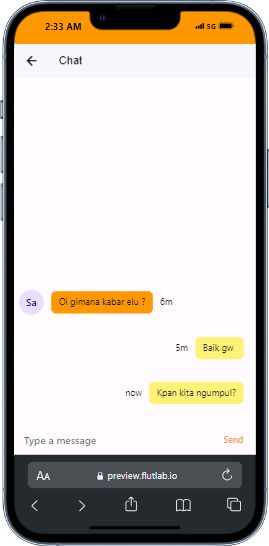 2:33 AM 5G
Chat
Sa Oi gimana kabar elu ? 6m
5m Baik gw
now Kpan kita ngumpul?
Type a message Send
AA preview.flutlab.io